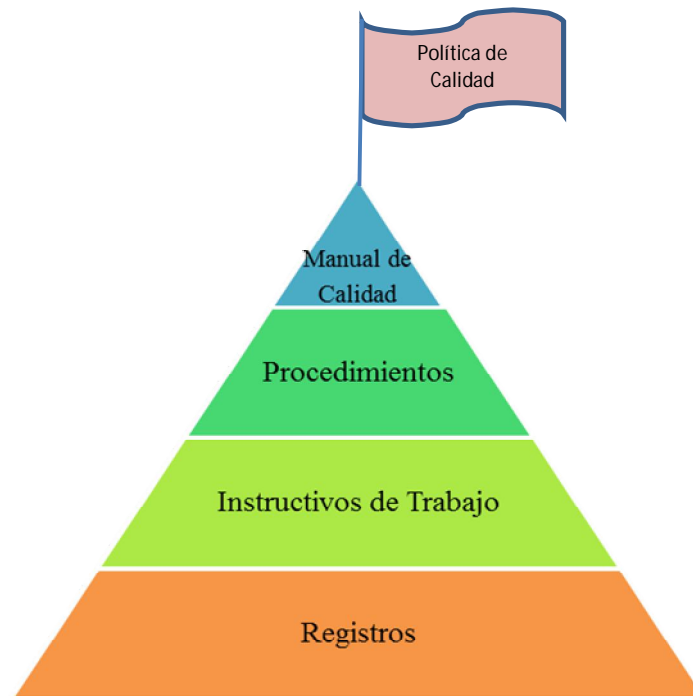 Política de
Calidad
Manual de
Calidad
Procedimientos
Instructivos de Trabajo
Registros